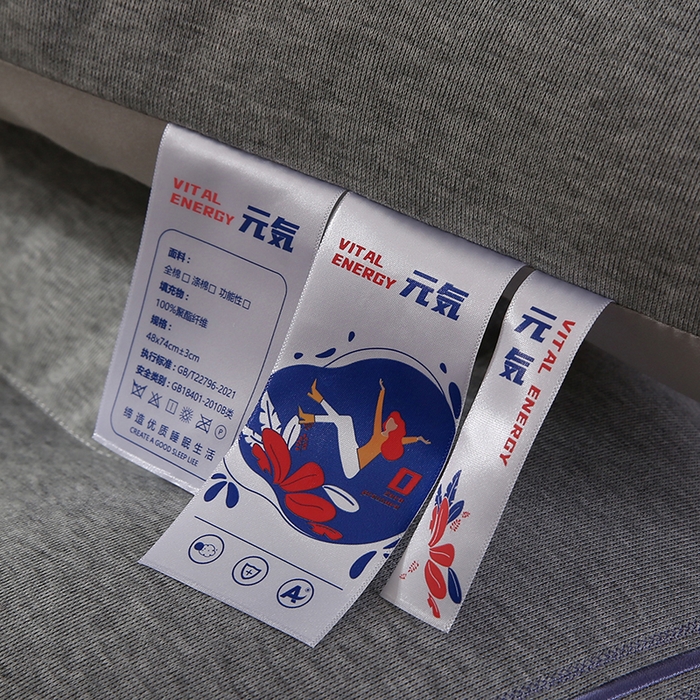 VITAL
ENERGY
元気
面料：
全棉□ 涤棉□ 功能性□
填充物：
100%聚酯纤维
规格：
48x74cm±3cm
执行标准：GB/T22796-2021
安全类别：GB18401-2010B类
P
缔造优质睡眠生活
CREATE A GOOD SLEEP LIEE
VITAL
ENERGY
元気
A+
元気
VITAL ENERGY